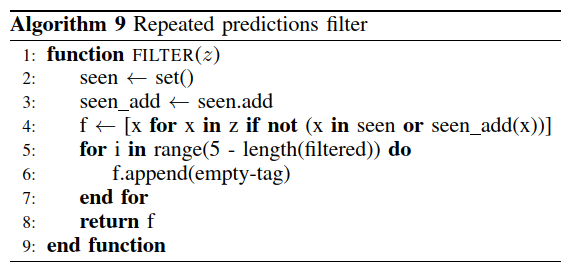 Algorithm 9 Repeated predictions filter
1: function FILTER(z)
2: seen ← set()
3: seen_add ← seen.add
4: f ← [x for x in z if not (x in seen or seen_add(x))]
5: for i in range(5 - length(filtered)) do
6: f.append(empty-tag)
7: end for
8: return f
9: end function